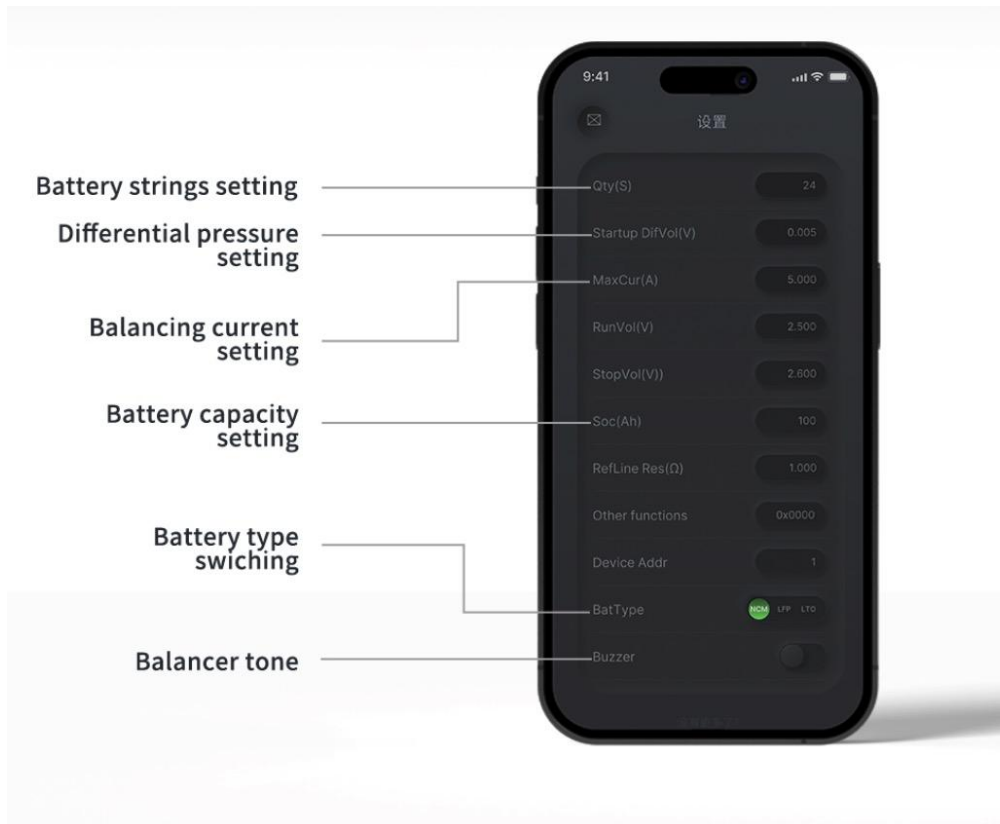 9:41
设置
Battery strings setting
Qty(S) 24
Differential pressure
setting
Startup DifVol(V) 0.005
MaxCur(A) 5.000
Balancing current
setting
RunVol(V) 2.500
StopVol(V)) 2.600
Battery capacity
setting
Soc(Ah) 100
RefLine Res(Ω) 1.000
Other functions 0x0000
Battery type
swiching
Device Addr 1
BatType NCM LFP LTO
Balancer tone
Buzzer